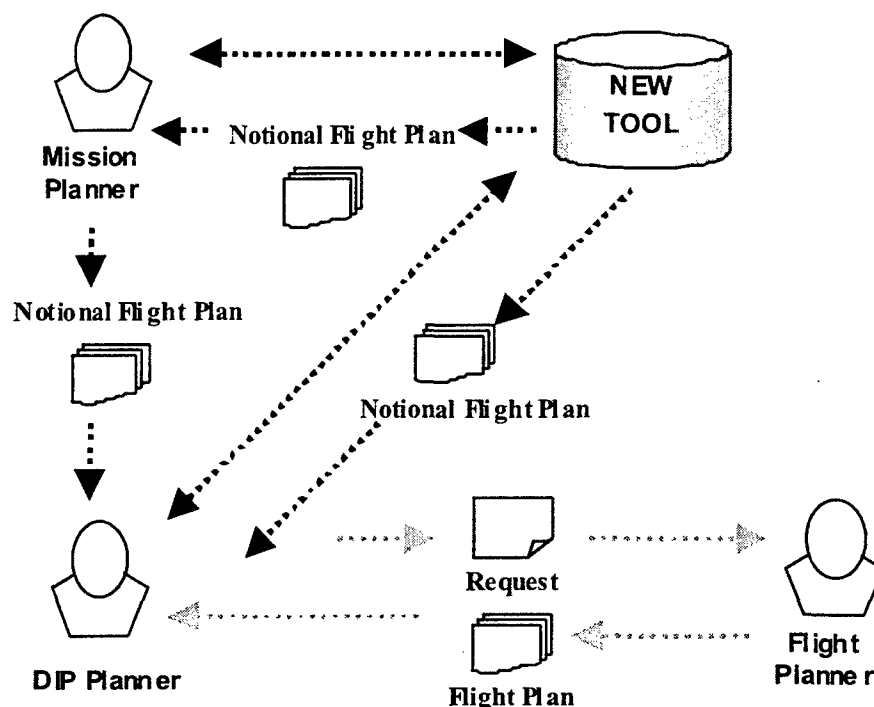 NEW
TOOL
Notional Flight Plan
Mission
Planner
Notional Flight Plan
Notional Flight Plan
Request
DIP Planner
Flight Plan
Flight
Planner